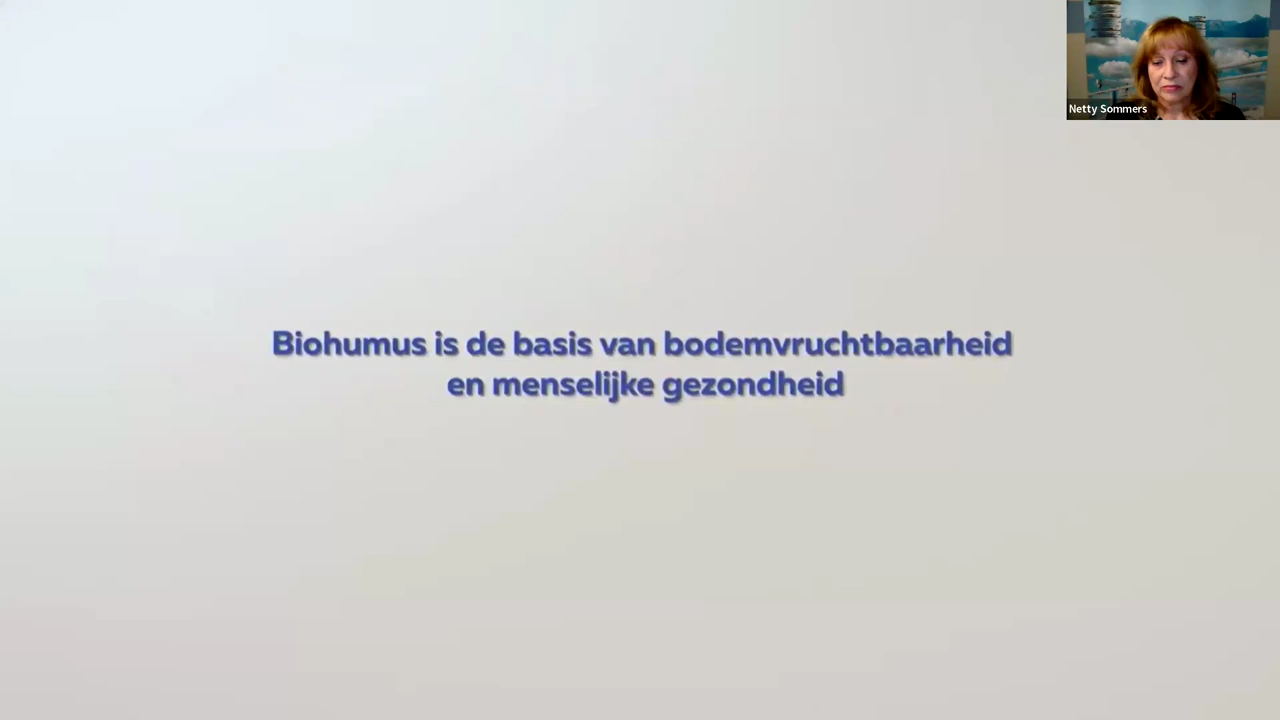 Netty Sommers
Biohumus is de basis van bodemvruchtbaarheid
en menselijke gezondheid